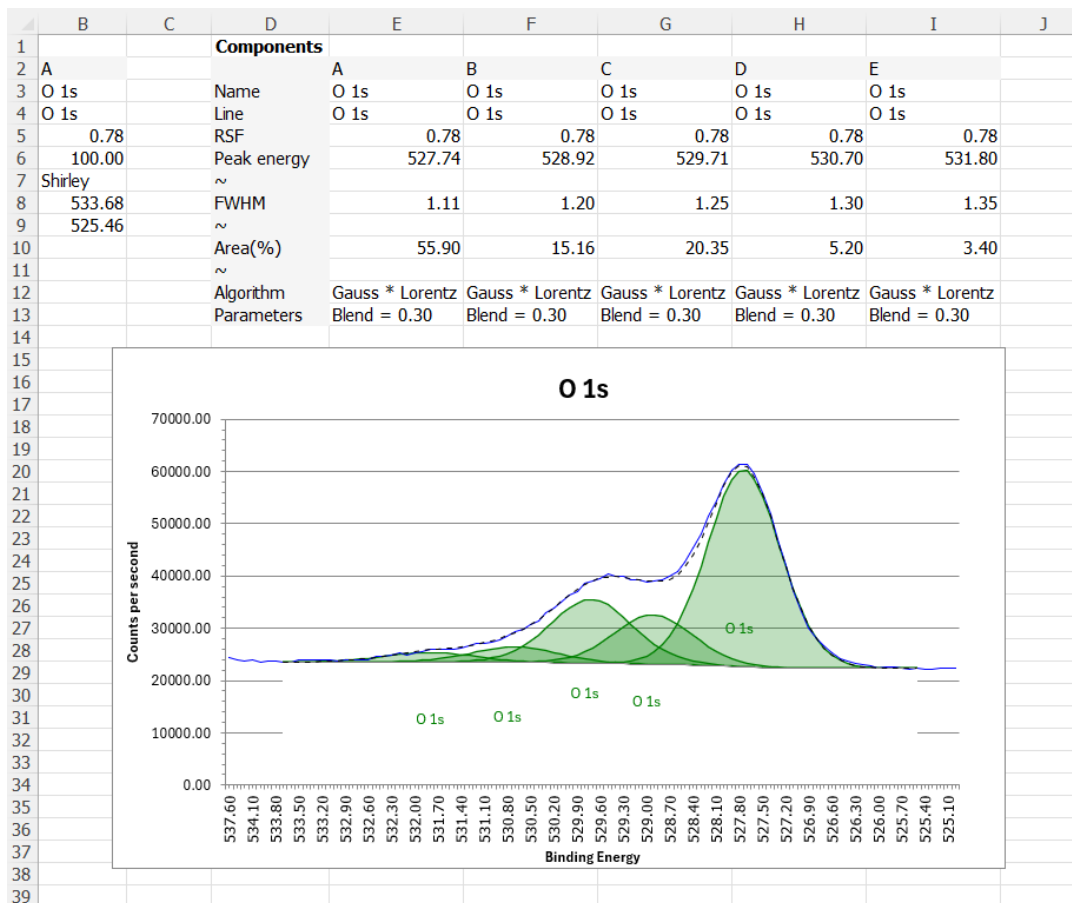 B C D E F G H I J
1 Components
2 A A B C D E
3 O 1s Name O 1s O 1s O 1s O 1s O 1s
4 O 1s Line O 1s O 1s O 1s O 1s O 1s
5 0.78 RSF 0.78 0.78 0.78 0.78 0.78
6 100.00 Peak energy 527.74 528.92 529.71 530.70 531.80
7 Shirley ~
8 533.68 FWHM 1.11 1.20 1.25 1.30 1.35
9 525.46 ~
10 Area(%) 55.90 15.16 20.35 5.20 3.40
11 ~
12 Algorithm Gauss * Lorentz Gauss * Lorentz Gauss * Lorentz Gauss * Lorentz Gauss * Lorentz
13 Parameters Blend = 0.30 Blend = 0.30 Blend = 0.30 Blend = 0.30 Blend = 0.30
14
15
16
17
18
19
20
21
22
23
24
25
26
27
28
29
30
31
32
33
34
35
36
37
38
39
O 1s
70000.00
60000.00
50000.00
40000.00
30000.00
20000.00
10000.00
0.00
Counts per second
O 1s
O 1s
O 1s
O 1s
O 1s
537.60 534.10 533.80 533.50 533.20 532.90 532.60 532.30 532.00 531.70 531.40 531.10 530.80 530.50 530.20 529.90 529.60 529.30 529.00 528.70 528.40 528.10 527.80 527.50 527.20 526.90 526.60 526.30 526.00 525.70 525.40 525.10
Binding Energy